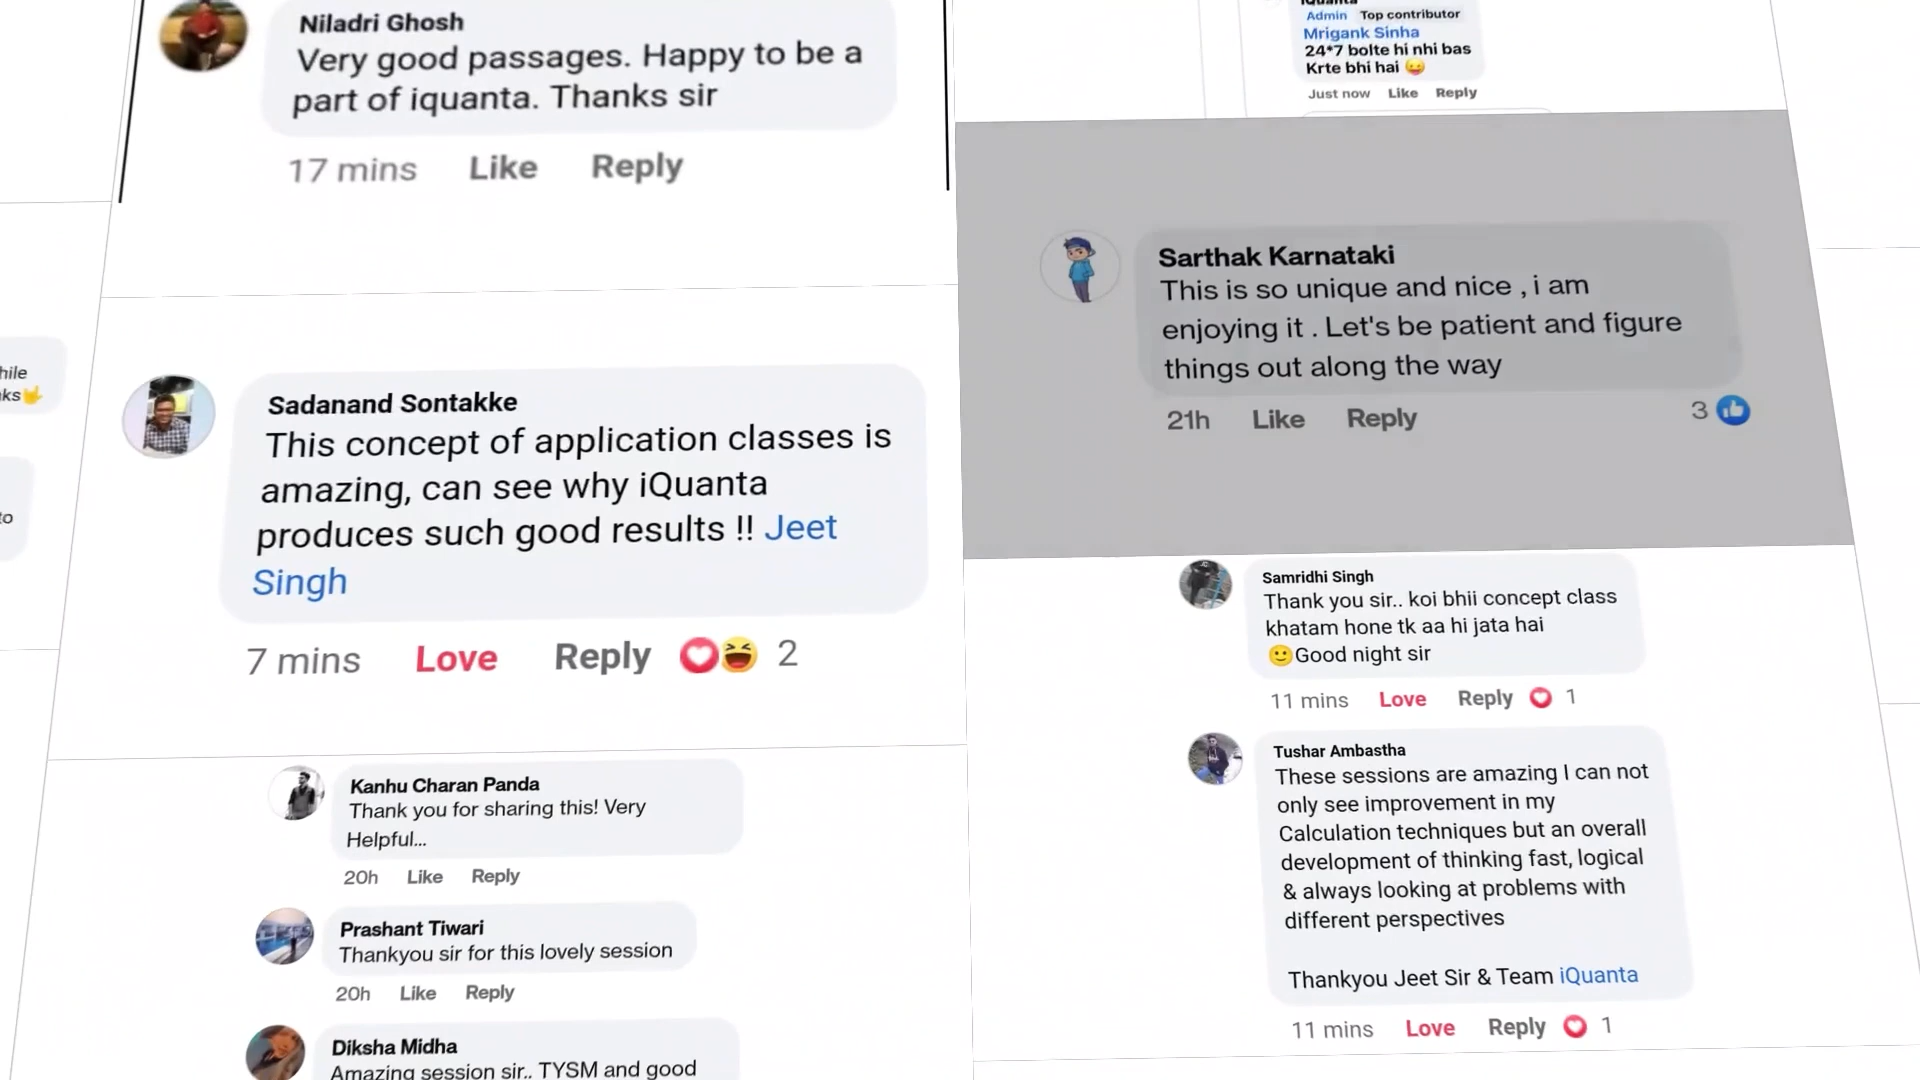 Niladri Ghosh
Very good passages. Happy to be a
part of iquanta. Thanks sir
17 mins Like Reply
hile
ks🤟
to
Sadanand Sontakke
This concept of application classes is
amazing, can see why iQuanta
produces such good results !! Jeet
Singh
7 mins Love Reply 2
Kanhu Charan Panda
Thank you for sharing this! Very
Helpful...
20h Like Reply
Prashant Tiwari
Thankyou sir for this lovely session
20h Like Reply
Diksha Midha
Amazing session sir.. TYSM and good
iQuanta
Admin Top contributor
Mrigank Sinha
24*7 bolte hi nhi bas
Krte bhi hai 😛
Just now Like Reply
Sarthak Karnataki
This is so unique and nice , i am
enjoying it . Let's be patient and figure
things out along the way
21h Like Reply 3
Samridhi Singh
Thank you sir.. koi bhii concept class
khatam hone tk aa hi jata hai
🙂Good night sir
11 mins Love Reply 1
Tushar Ambastha
These sessions are amazing I can not
only see improvement in my
Calculation techniques but an overall
development of thinking fast, logical
& always looking at problems with
different perspectives
Thankyou Jeet Sir & Team iQuanta
11 mins Love Reply 1